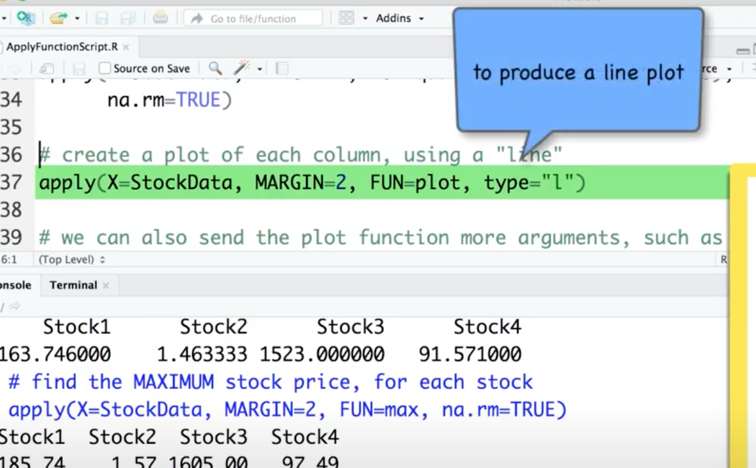 Go to file/function
Addins
ApplyFunctionScript.R
Source on Save
to produce a line plot
34 na.rm=TRUE)
35
36 # create a plot of each column, using a "line"
37 apply(X=StockData, MARGIN=2, FUN=plot, type="l")
38
39 # we can also send the plot function more arguments, such as
6:1 (Top Level)
onsole Terminal
/
Stock1 Stock2 Stock3 Stock4
163.746000 1.463333 1523.000000 91.571000
# find the MAXIMUM stock price, for each stock
apply(X=StockData, MARGIN=2, FUN=max, na.rm=TRUE)
Stock1 Stock2 Stock3 Stock4
185.74 1.57 1605.00 97.49